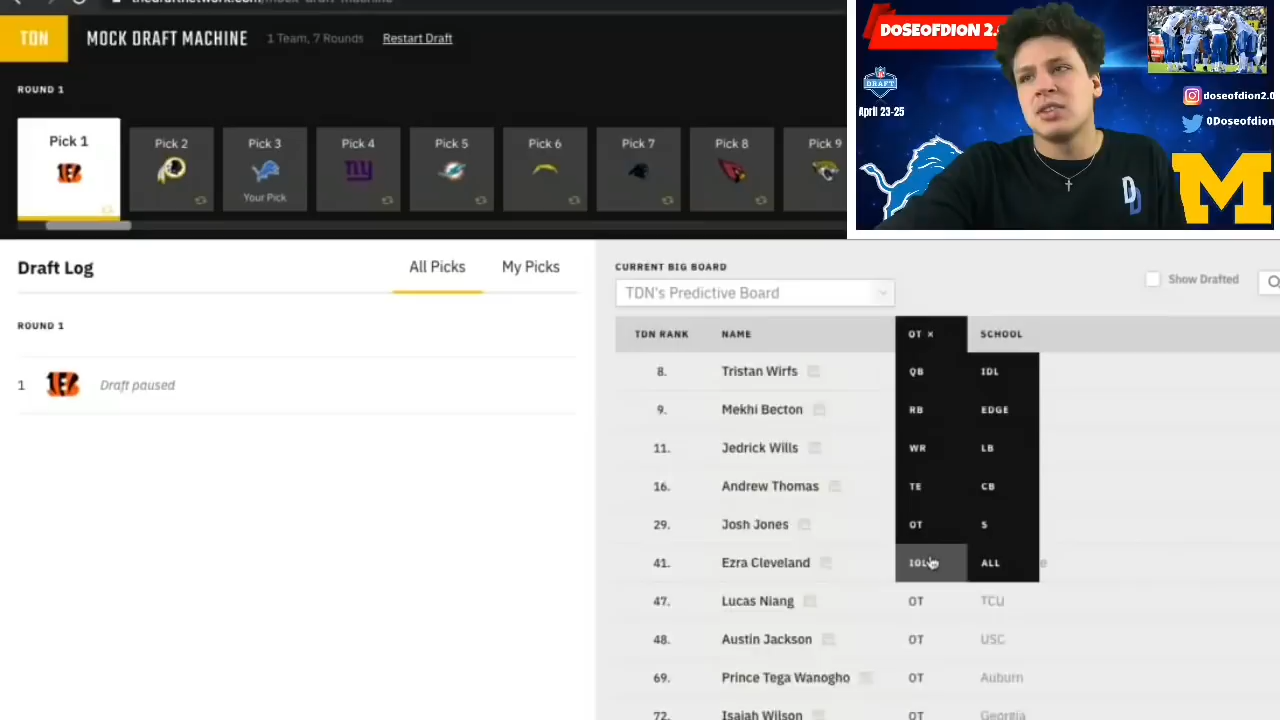 TDN MOCK DRAFT MACHINE 1 Team, 7 Rounds Restart Draft
ROUND 1
Pick 1 Pick 2 Pick 3 Pick 4 Pick 5 Pick 6 Pick 7 Pick 8 Pick 9
Your Pick
DOSEOFDION 2.
NFL
DRAFT
April 23-25
doseofdion2.0
0Doseofdion
DD
M
Draft Log All Picks My Picks
ROUND 1
1 Draft paused
CURRENT BIG BOARD
TDN's Predictive Board
Show Drafted
TDN RANK NAME OT × SCHOOL
8. Tristan Wirfs QB IDL
9. Mekhi Becton RB EDGE
11. Jedrick Wills WR LB
16. Andrew Thomas TE CB
29. Josh Jones OT S
41. Ezra Cleveland IOL ALL e
47. Lucas Niang OT TCU
48. Austin Jackson OT USC
69. Prince Tega Wanogho OT Auburn
72. Isaiah Wilson OT Georgia